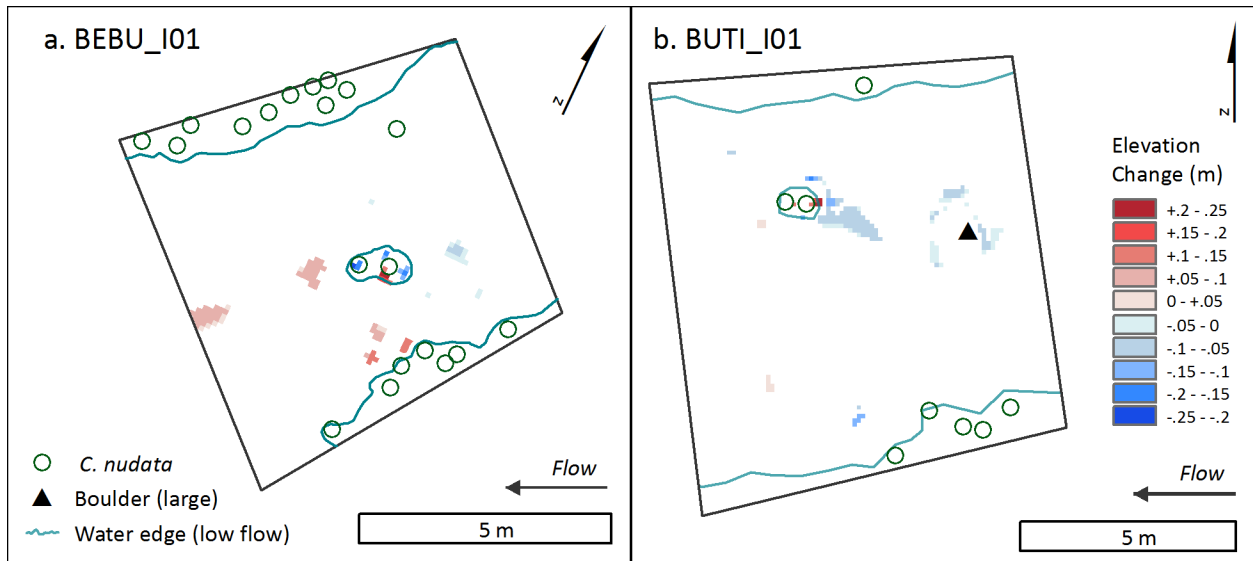 a. BEBU_I01
N
C. nudata
Boulder (large)
Water edge (low flow)
Flow
5 m
b. BUTI_I01
N
Elevation
Change (m)
+.2 - .25
+.15 - .2
+.1 - .15
+.05 - .1
0 - +.05
-.05 - 0
-.1 - -.05
-.15 - -.1
-.2 - -.15
-.25 - -.2
Flow
5 m